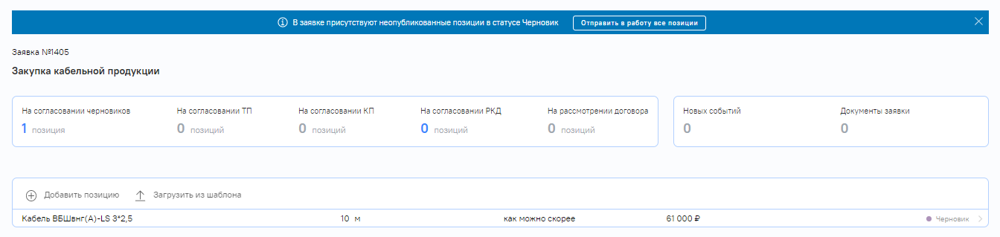 В заявке присутствуют неопубликованные позиции в статусе Черновик Отправить в работу все позиции
Заявка №1405
Закупка кабельной продукции
На согласовании черновиков На согласовании ТП На согласовании КП На согласовании РКД На рассмотрении договора Новых событий Документы заявки
1 позиция 0 позиций 0 позиций 0 позиций 0 позиций 0 0
Добавить позицию Загрузить из шаблона
Кабель ВБШвнг(А)-LS 3*2,5 10 м как можно скорее 61 000 ₽ Черновик